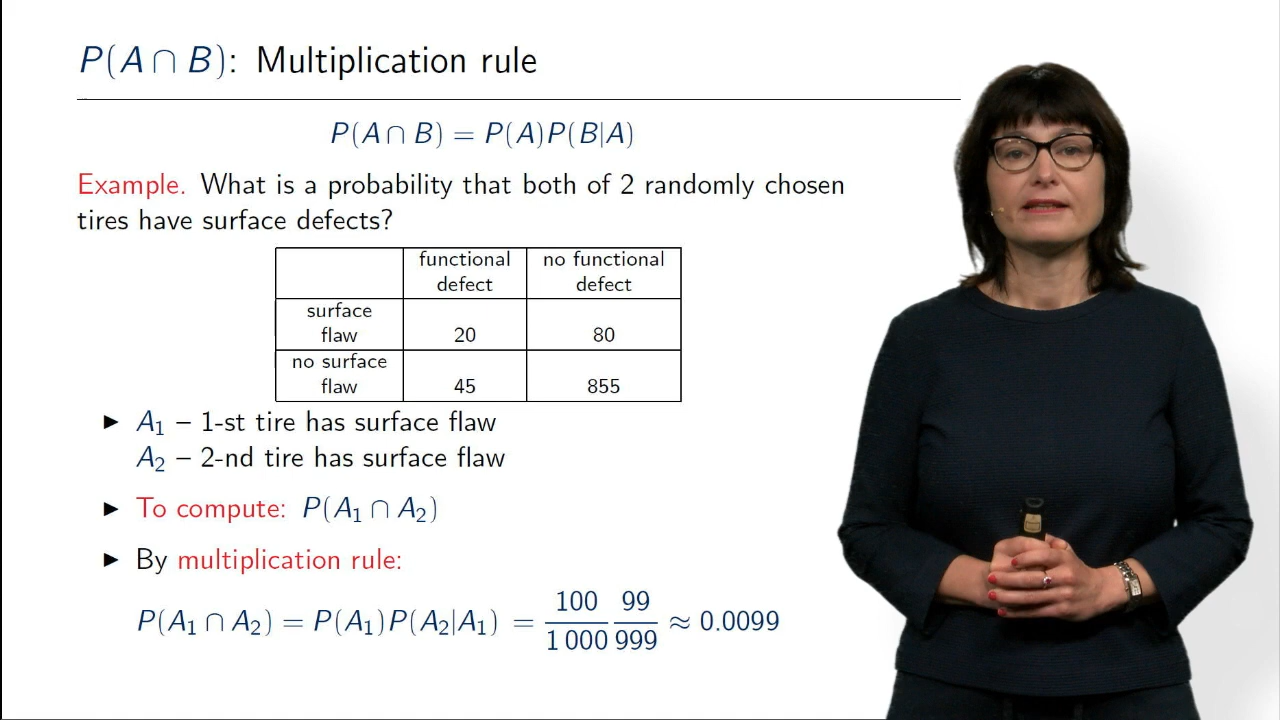 P(A ∩ B): Multiplication rule
P(A ∩ B) = P(A)P(B|A)
Example. What is a probability that both of 2 randomly chosen
tires have surface defects?
functional defect | no functional defect
surface flaw | 20 | 80
no surface flaw | 45 | 855
► A₁ – 1-st tire has surface flaw
A₂ – 2-nd tire has surface flaw
► To compute: P(A₁ ∩ A₂)
► By multiplication rule:
P(A₁ ∩ A₂) = P(A₁)P(A₂|A₁) = 100/1 000 99/999 ≈ 0.0099